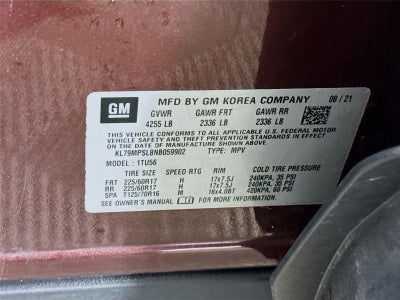 GM
MFD BY GM KOREA COMPANY 08/21
GVWR GAWR FRT GAWR RR
4255 LB 2336 LB 2336 LB
THIS VEHICLE CONFORMS TO ALL APPLICABLE U.S. FEDERAL MOTOR
VEHICLE SAFETY AND THEFT PREVENTION STANDARDS IN EFFECT
ON THE DATE OF MANUFACTURE SHOWN ABOVE.
KL79MPSL8NB059902 TYPE: MPV
MODEL: 1TU56
TIRE SIZE SPEED RTG RIM COLD TIRE PRESSURE
FRT 225/60R17 H 17x7.5J 240KPA, 35 PSI
RR 225/60R17 H 17x7.5J 240KPA, 35 PSI
SPA T125/70R16 M 16x4.0BT 420KPA, 60 PSI
SEE OWNER'S MANUAL FOR MORE INFORMATION.